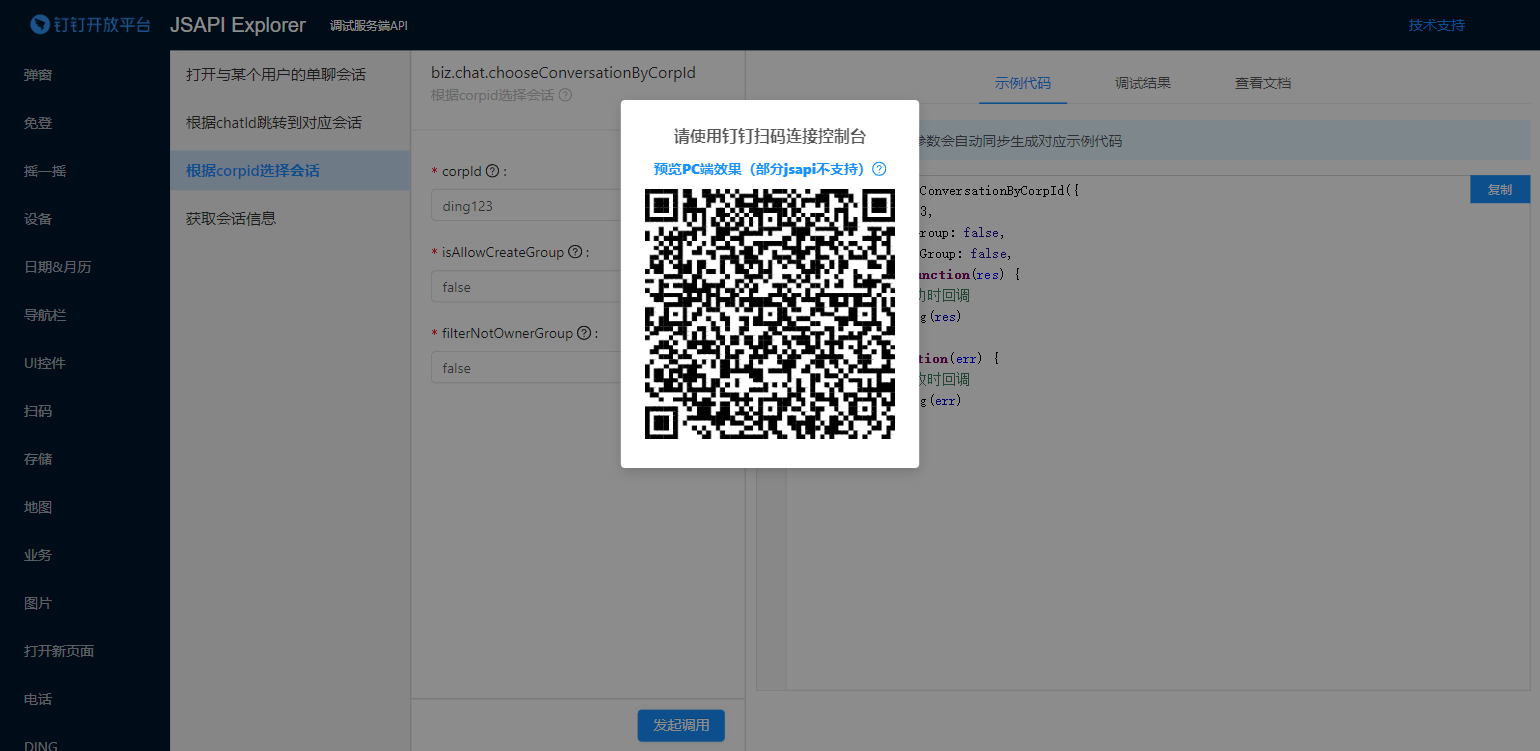 钉钉开放平台 JSAPI Explorer 调试服务端API 技术支持
弹窗
免登
摇一摇
设备
日期&月历
导航栏
UI控件
扫码
存储
地图
业务
图片
打开新页面
电话
DING
打开与某个用户的单聊会话
根据chatId跳转到对应会话
根据corpid选择会话
获取会话信息
biz.chat.chooseConversationByCorpId
根据corpid选择会话
* corpId :
ding123
* isAllowCreateGroup :
false
* filterNotOwnerGroup :
false
发起调用
请使用钉钉扫码连接控制台
预览PC端效果（部分jsapi不支持）
示例代码 调试结果 查看文档
参数会自动同步生成对应示例代码
复制
ConversationByCorpId({
3,
roup: false,
Group: false,
nction(res) {
功时回调
g(res)
tion(err) {
败时回调
g(err)